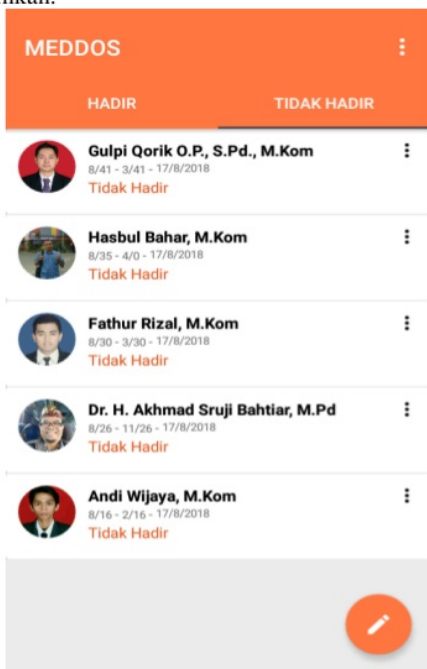 MEDDOS
HADIR TIDAK HADIR
Gulpi Qorik O.P., S.Pd., M.Kom
8/41 - 3/41 - 17/8/2018
Tidak Hadir
Hasbul Bahar, M.Kom
8/35 - 4/0 - 17/8/2018
Tidak Hadir
Fathur Rizal, M.Kom
8/30 - 3/30 - 17/8/2018
Tidak Hadir
Dr. H. Akhmad Sruji Bahtiar, M.Pd
8/26 - 11/26 - 17/8/2018
Tidak Hadir
Andi Wijaya, M.Kom
8/16 - 2/16 - 17/8/2018
Tidak Hadir